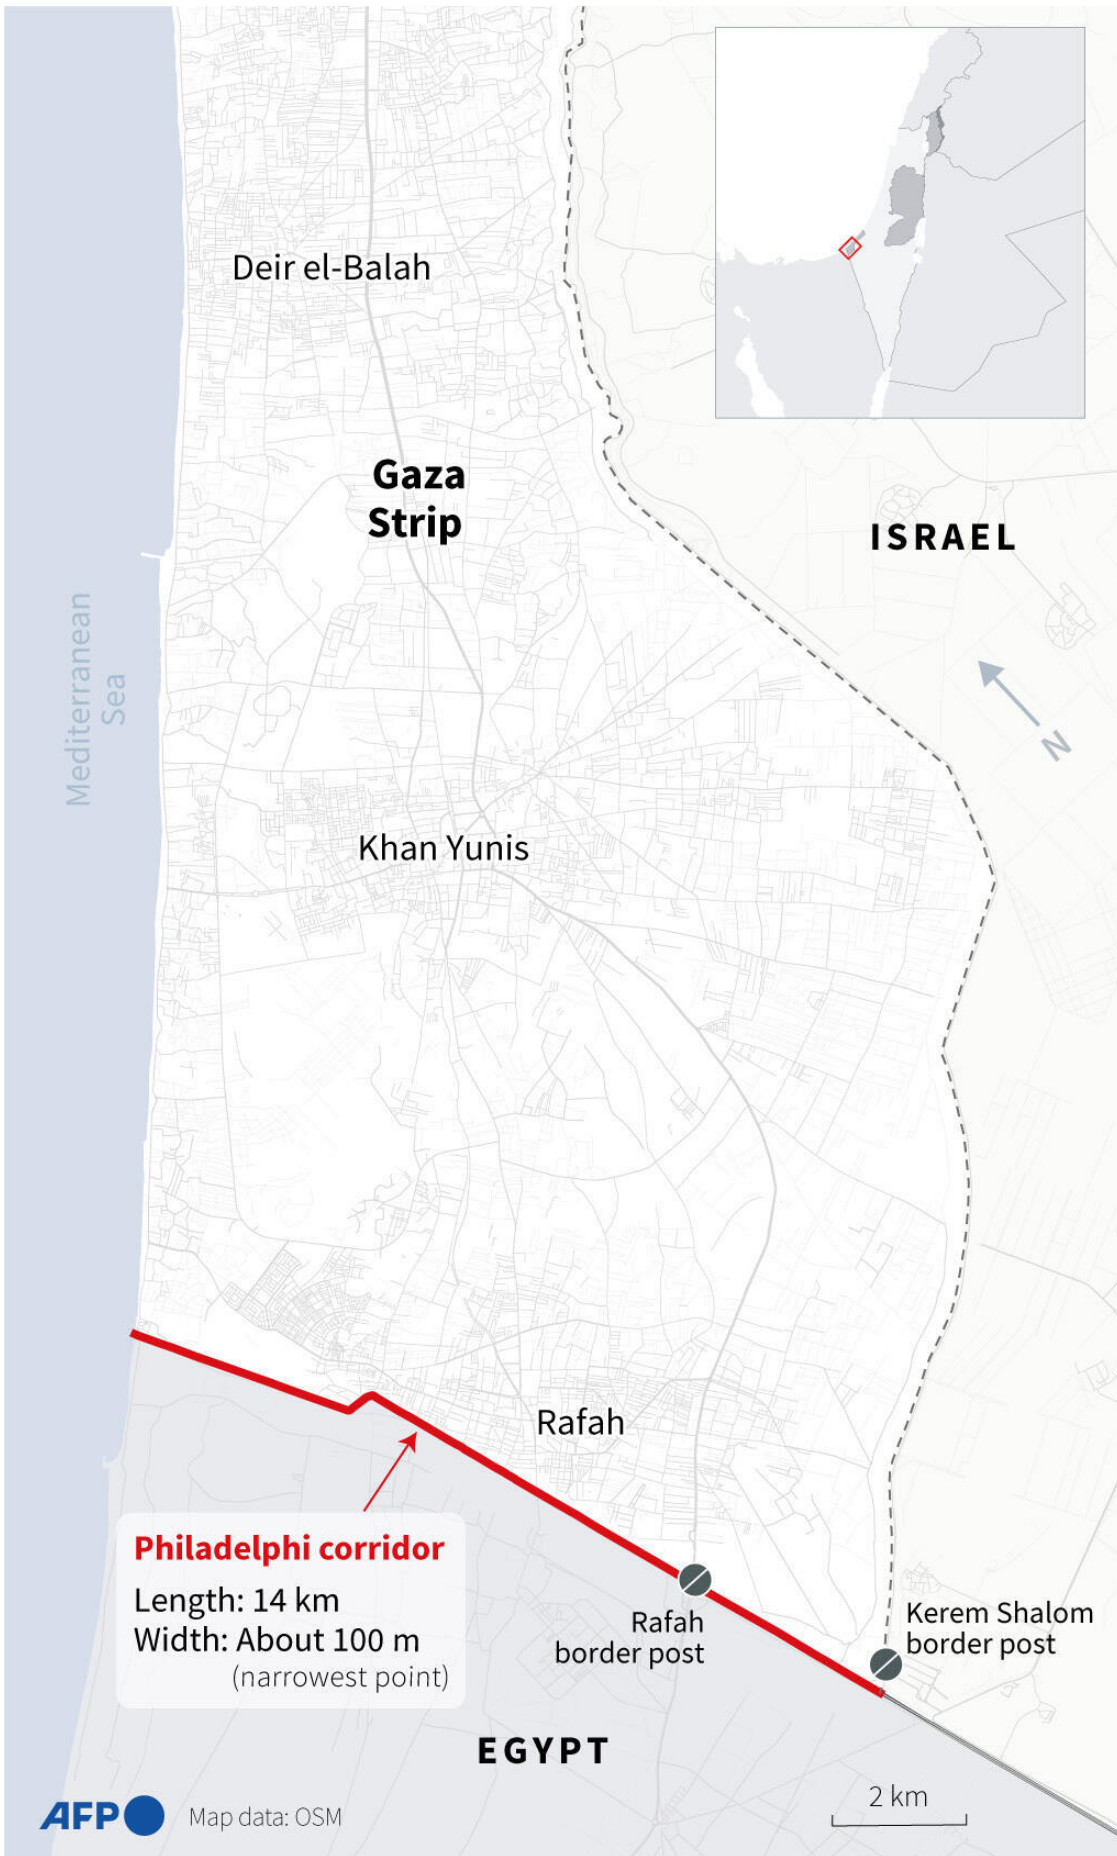 Deir el-Balah
Gaza
Strip
ISRAEL
Mediterranean
Sea
N
Khan Yunis
Rafah
Philadelphi corridor
Length: 14 km
Width: About 100 m
(narrowest point)
Rafah
border post
Kerem Shalom
border post
EGYPT
2 km
AFP
Map data: OSM